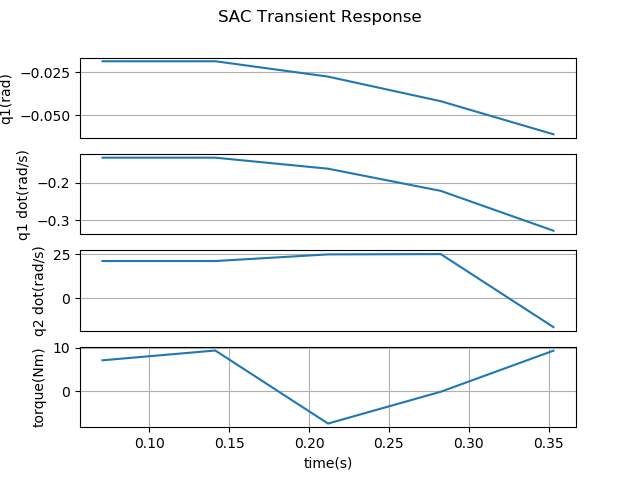 SAC Transient Response
q1(rad)
−0.025
−0.050
q1 dot(rad/s)
−0.2
−0.3
q2 dot(rad/s)
25
0
torque(Nm)
10
0
0.10 0.15 0.20 0.25 0.30 0.35
time(s)